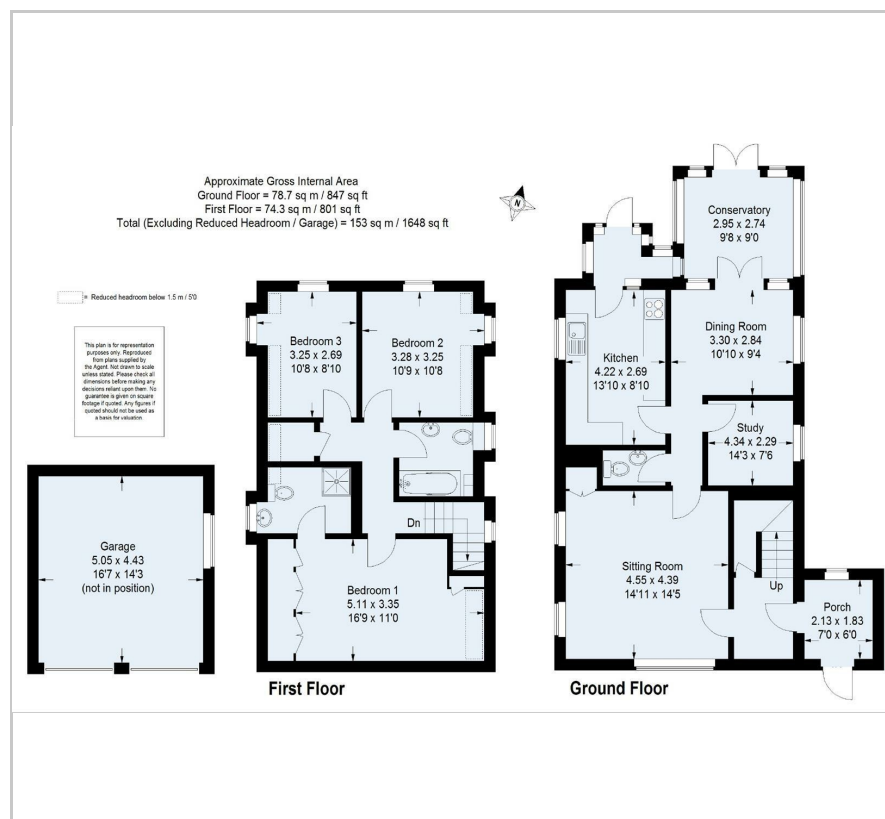 Approximate Gross Internal Area
Ground Floor = 78.7 sq m / 847 sq ft
First Floor = 74.3 sq m / 801 sq ft
Total (Excluding Reduced Headroom / Garage) = 153 sq m / 1648 sq ft
N
= Reduced headroom below 1.5 m / 5'0
This plan is for representation
purposes only. Reproduced
from plans supplied by
the Agent. Not drawn to scale
unless stated. Please check all
dimensions before making any
decisions reliant upon them. No
guarantee is given on square
footage if quoted. Any figures if
quoted should not be used as
a basis for valuation.
Garage
5.05 x 4.43
16'7 x 14'3
(not in position)
Bedroom 3
3.25 x 2.69
10'8 x 8'10
Bedroom 2
3.28 x 3.25
10'9 x 10'8
Dn
Bedroom 1
5.11 x 3.35
16'9 x 11'0
First Floor
Conservatory
2.95 x 2.74
9'8 x 9'0
Kitchen
4.22 x 2.69
13'10 x 8'10
Dining Room
3.30 x 2.84
10'10 x 9'4
Study
4.34 x 2.29
14'3 x 7'6
Sitting Room
4.55 x 4.39
14'11 x 14'5
Up
Porch
2.13 x 1.83
7'0 x 6'0
Ground Floor